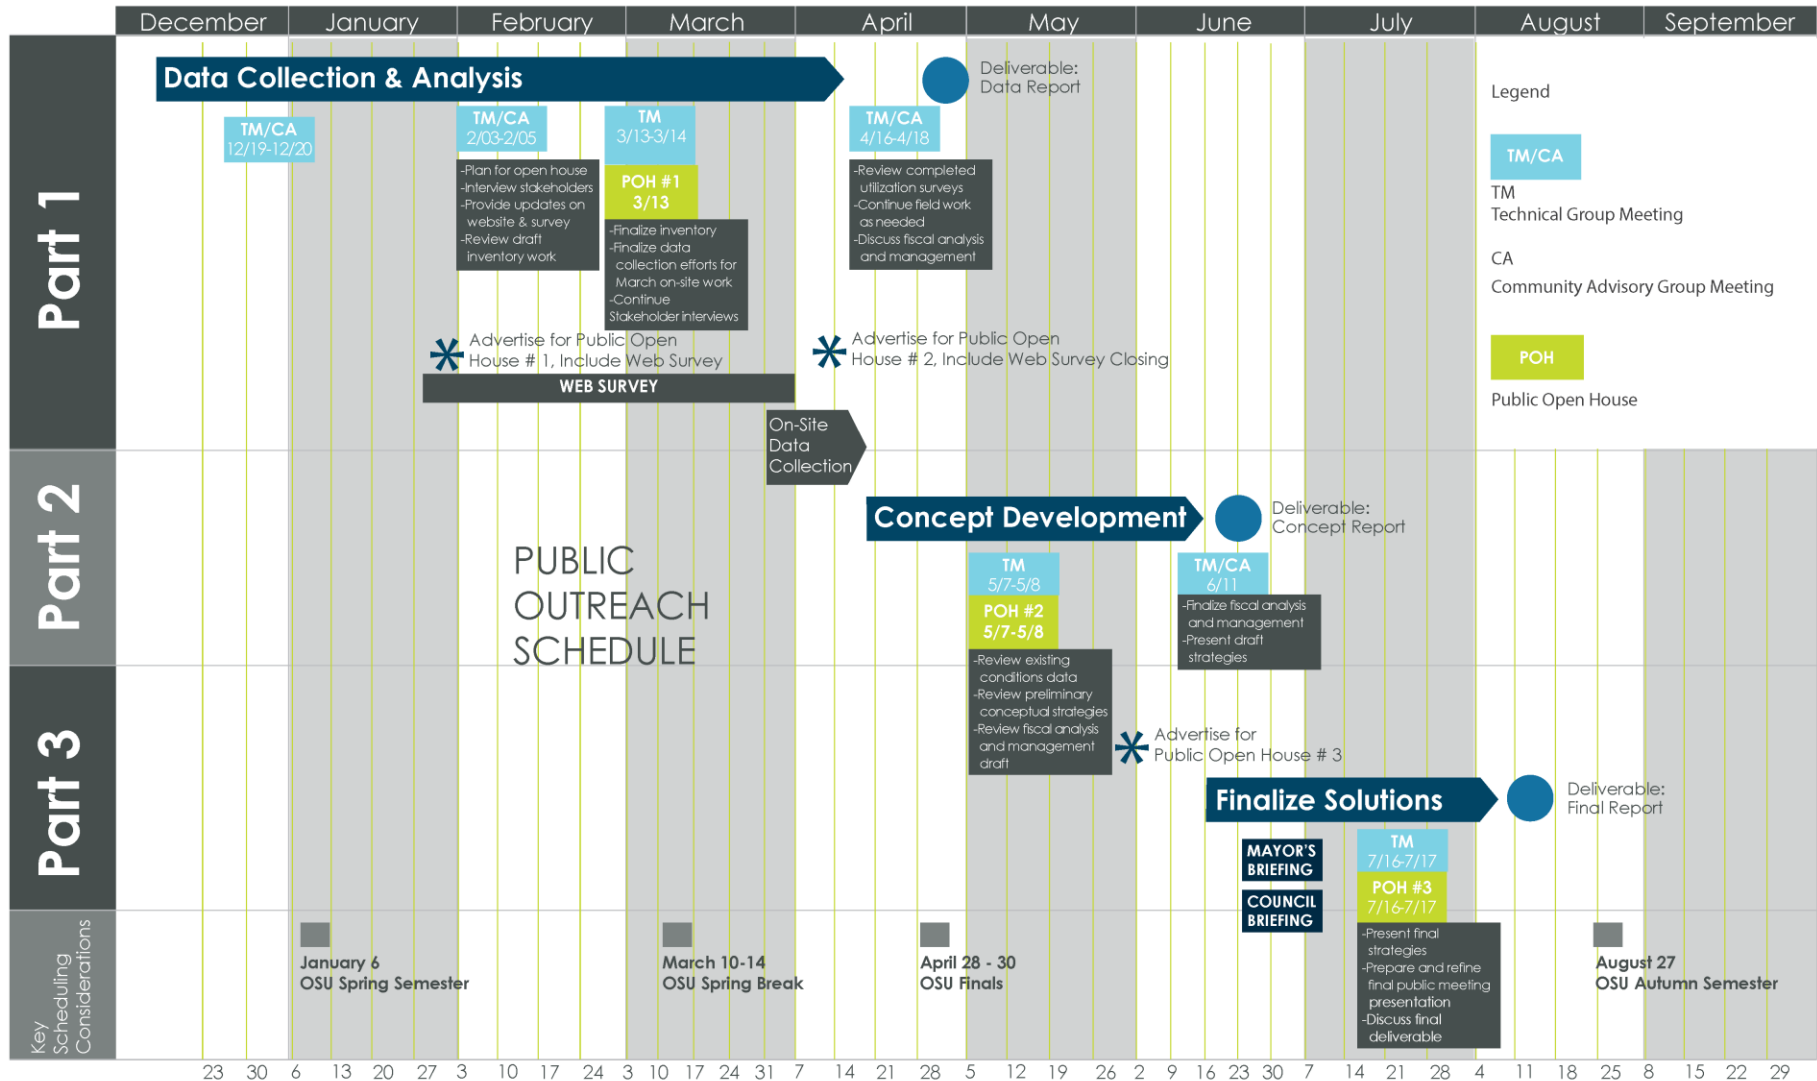 December January February March April May June July August September
Part 1
Data Collection & Analysis
Deliverable:
Data Report
TM/CA
12/19-12/20
TM/CA
2/03-2/05
-Plan for open house
-Interview stakeholders
-Provide updates on
website & survey
-Review draft
inventory work
TM
3/13-3/14
POH #1
3/13
-Finalize inventory
-Finalize data
collection efforts for
March on-site work
-Continue
Stakeholder interviews
TM/CA
4/16-4/18
-Review completed
utilization surveys
-Continue field work
as needed
-Discuss fiscal analysis
and management
Legend
TM/CA
TM
Technical Group Meeting
CA
Community Advisory Group Meeting
POH
Public Open House
Advertise for Public Open
House # 1, Include Web Survey
Advertise for Public Open
House # 2, Include Web Survey Closing
WEB SURVEY
On-Site
Data
Collection
Part 2
Concept Development
Deliverable:
Concept Report
PUBLIC
OUTREACH
SCHEDULE
TM
5/7-5/8
POH #2
5/7-5/8
-Review existing
conditions data
-Review preliminary
conceptual strategies
-Review fiscal analysis
and management
draft
TM/CA
6/11
-Finalize fiscal analysis
and management
-Present draft
strategies
Part 3
Advertise for
Public Open House # 3
Finalize Solutions
Deliverable:
Final Report
MAYOR'S
BRIEFING
COUNCIL
BRIEFING
TM
7/16-7/17
POH #3
7/16-7/17
-Present final
strategies
-Prepare and refine
final public meeting
presentation
-Discuss final
deliverable
Key
Scheduling
Considerations
January 6
OSU Spring Semester
March 10-14
OSU Spring Break
April 28 - 30
OSU Finals
August 27
OSU Autumn Semester
23 30 6 13 20 27 3 10 17 24 3 10 17 24 31 7 14 21 28 5 12 19 26 2 9 16 23 30 7 14 21 28 4 11 18 25 8 15 22 29